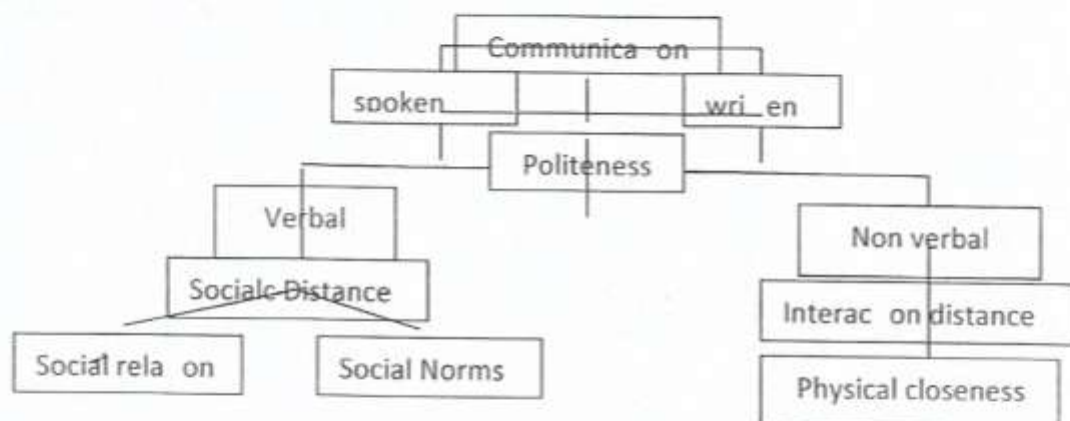 Communica on
spoken
wri en
Politeness
Verbal
Non verbal
Socialc Distance
Interac on distance
Social rela on
Social Norms
Physical closeness